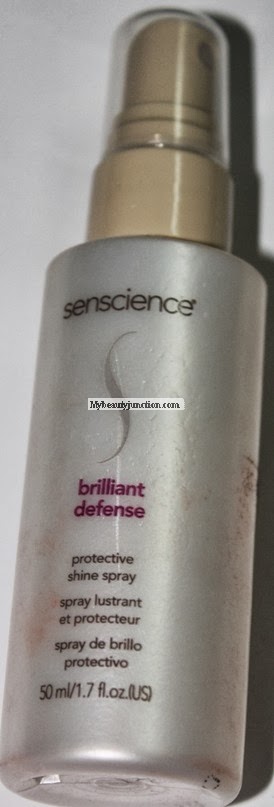 senscience®
Mybeautyjunction.com
brilliant
defense
protective
shine spray
spray lustrant
et protecteur
spray de brillo
protectivo
50 ml/1.7 fl.oz.(US)